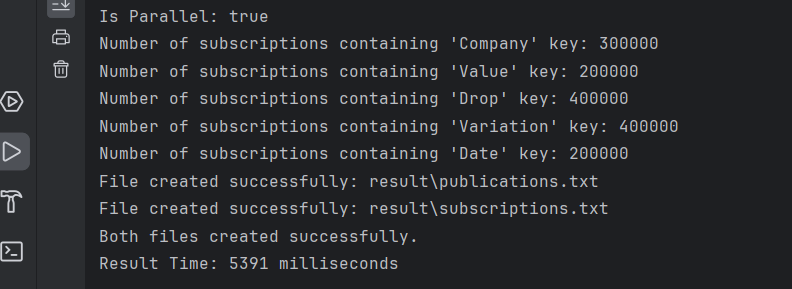 Is Parallel: true
Number of subscriptions containing 'Company' key: 300000
Number of subscriptions containing 'Value' key: 200000
Number of subscriptions containing 'Drop' key: 400000
Number of subscriptions containing 'Variation' key: 400000
Number of subscriptions containing 'Date' key: 200000
File created successfully: result\publications.txt
File created successfully: result\subscriptions.txt
Both files created successfully.
Result Time: 5391 milliseconds